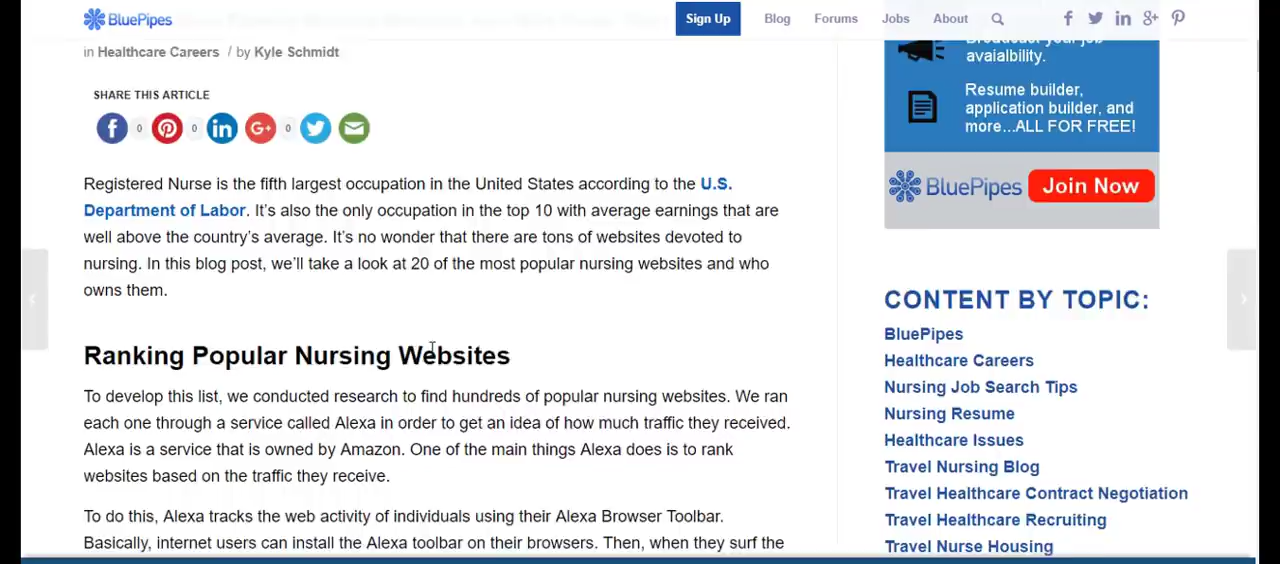 BluePipes
Sign Up
Blog
Forums
Jobs
About
in Healthcare Careers / by Kyle Schmidt
SHARE THIS ARTICLE
0
0
0
Registered Nurse is the fifth largest occupation in the United States according to the U.S.
Department of Labor. It’s also the only occupation in the top 10 with average earnings that are
well above the country’s average. It’s no wonder that there are tons of websites devoted to
nursing. In this blog post, we’ll take a look at 20 of the most popular nursing websites and who
owns them.
Ranking Popular Nursing Websites
To develop this list, we conducted research to find hundreds of popular nursing websites. We ran
each one through a service called Alexa in order to get an idea of how much traffic they received.
Alexa is a service that is owned by Amazon. One of the main things Alexa does is to rank
websites based on the traffic they receive.
To do this, Alexa tracks the web activity of individuals using their Alexa Browser Toolbar.
Basically, internet users can install the Alexa toolbar on their browsers. Then, when they surf the
Broadcast your job
avaialbility.
Resume builder,
application builder, and
more...ALL FOR FREE!
BluePipes
Join Now
CONTENT BY TOPIC:
BluePipes
Healthcare Careers
Nursing Job Search Tips
Nursing Resume
Healthcare Issues
Travel Nursing Blog
Travel Healthcare Contract Negotiation
Travel Healthcare Recruiting
Travel Nurse Housing